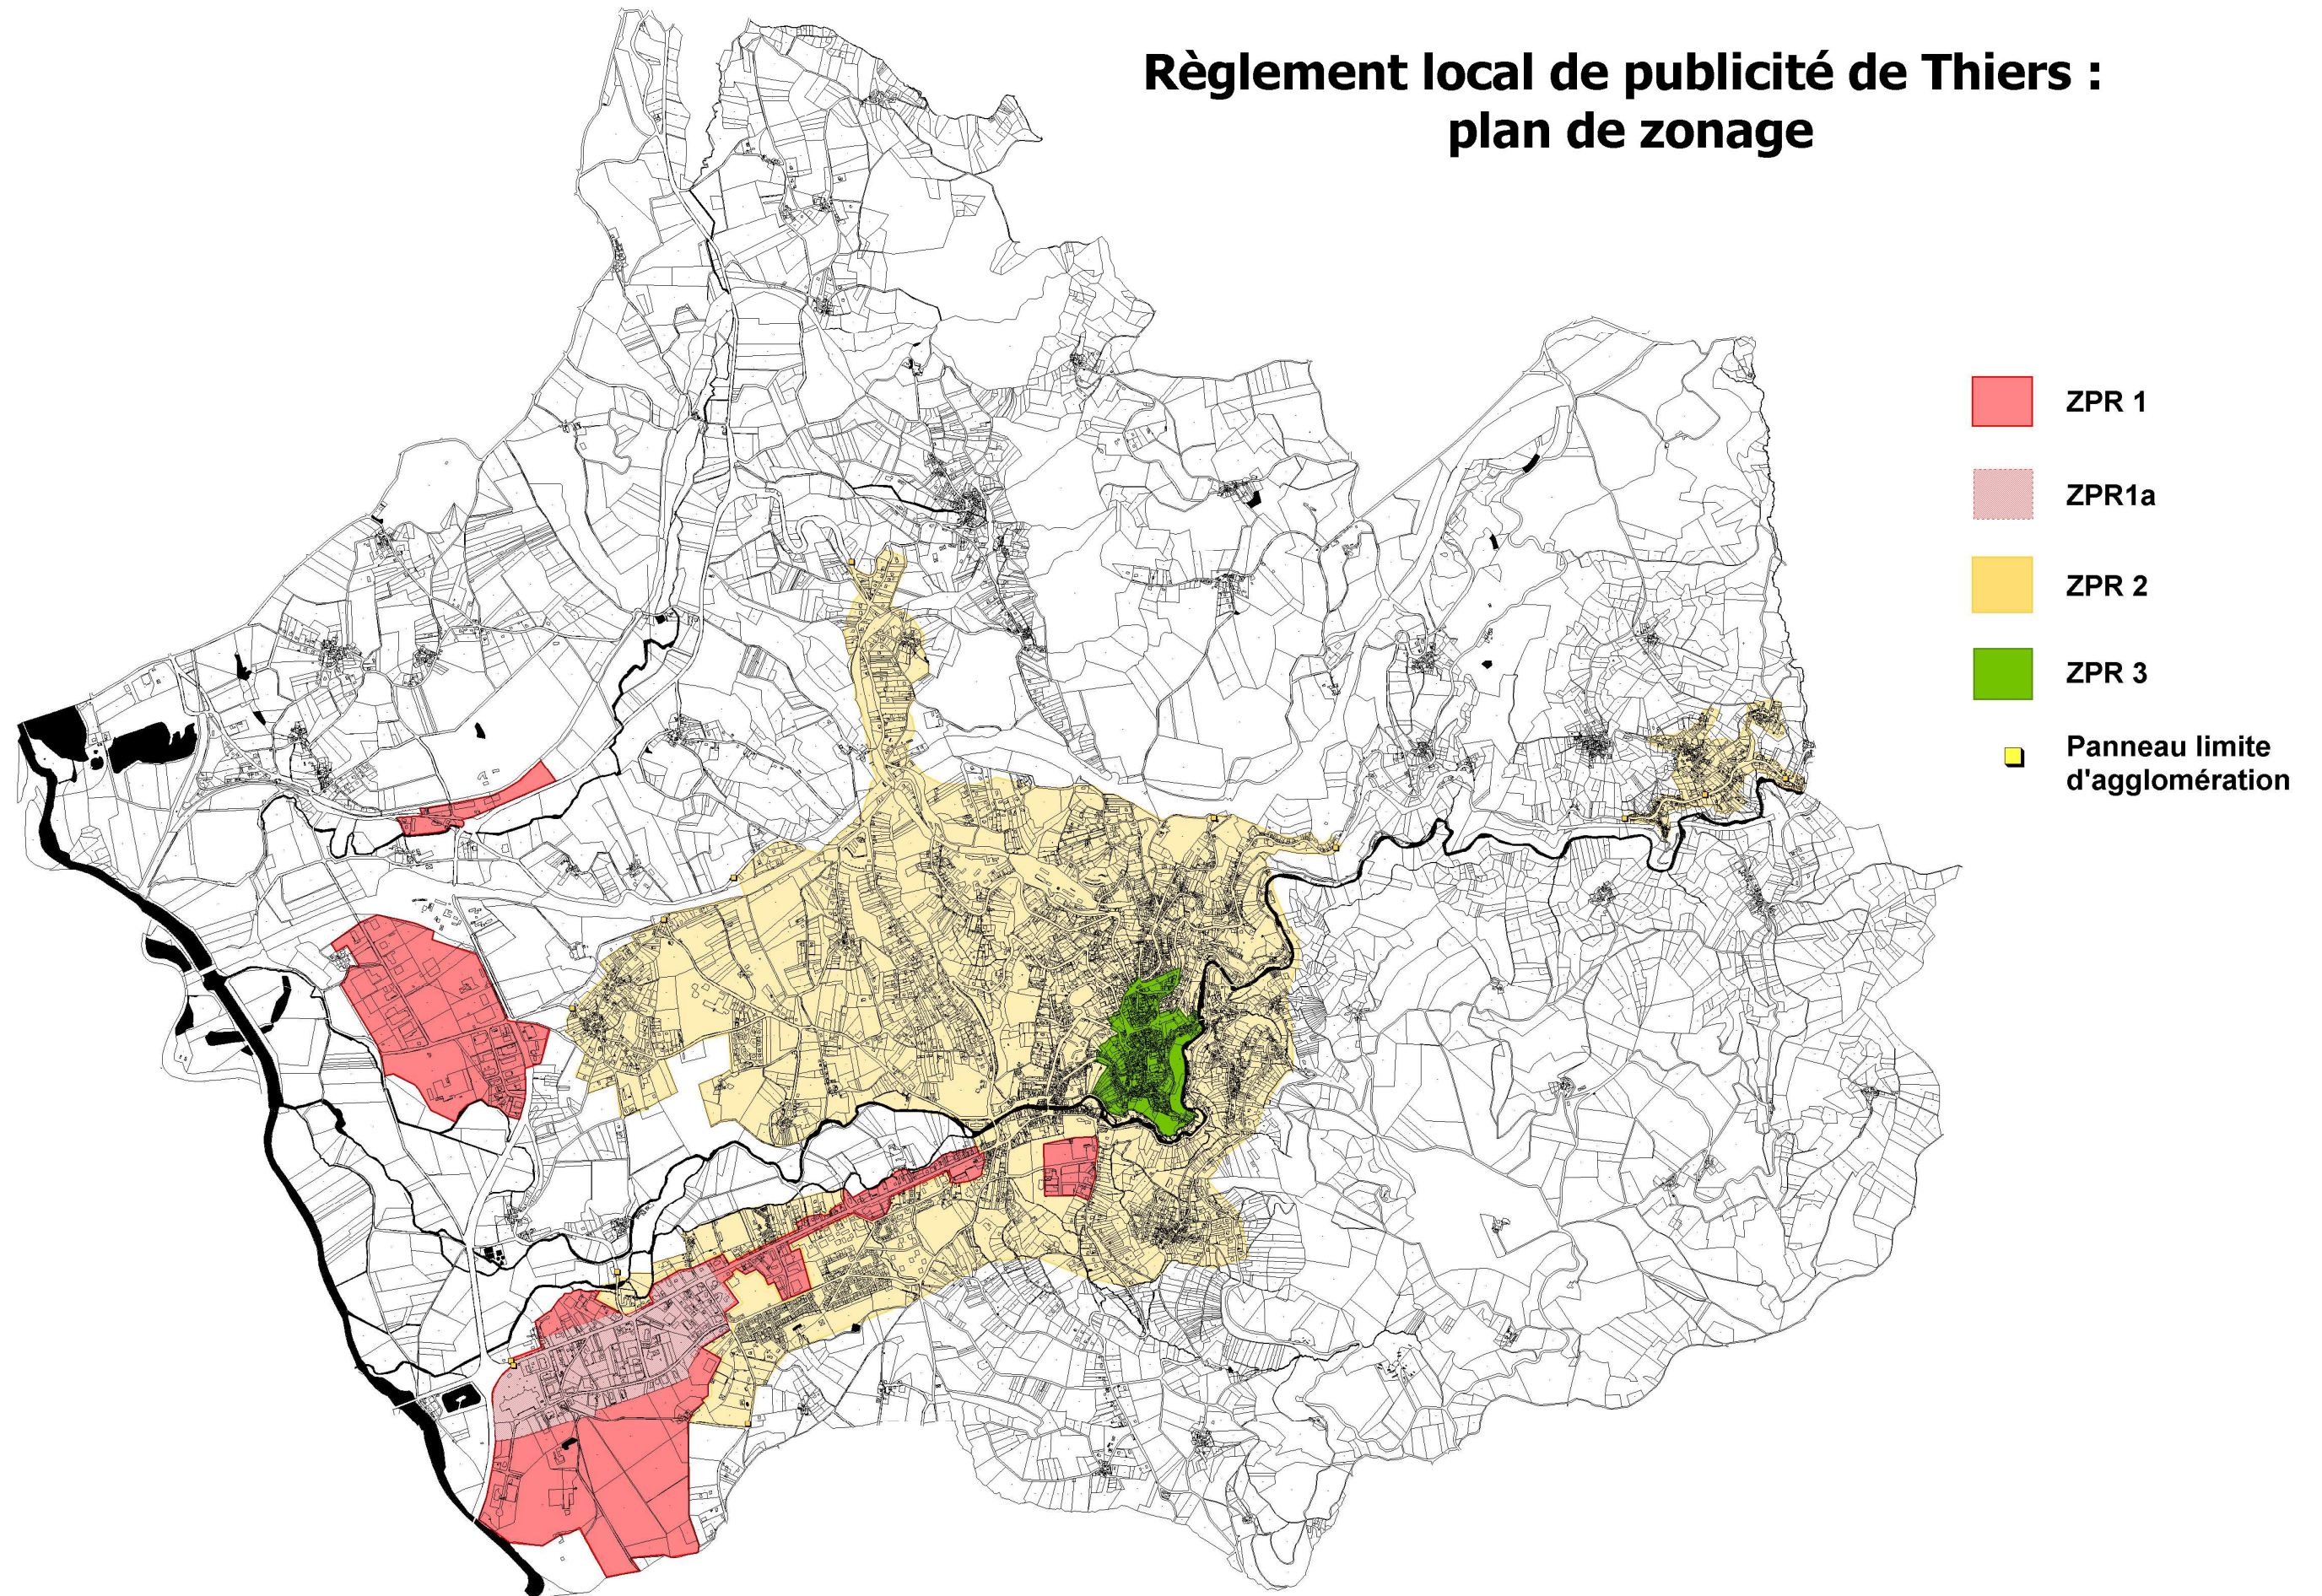 Règlement local de publicité de Thiers :
plan de zonage
ZPR 1
ZPR1a
ZPR 2
ZPR 3
Panneau limite
d'agglomération